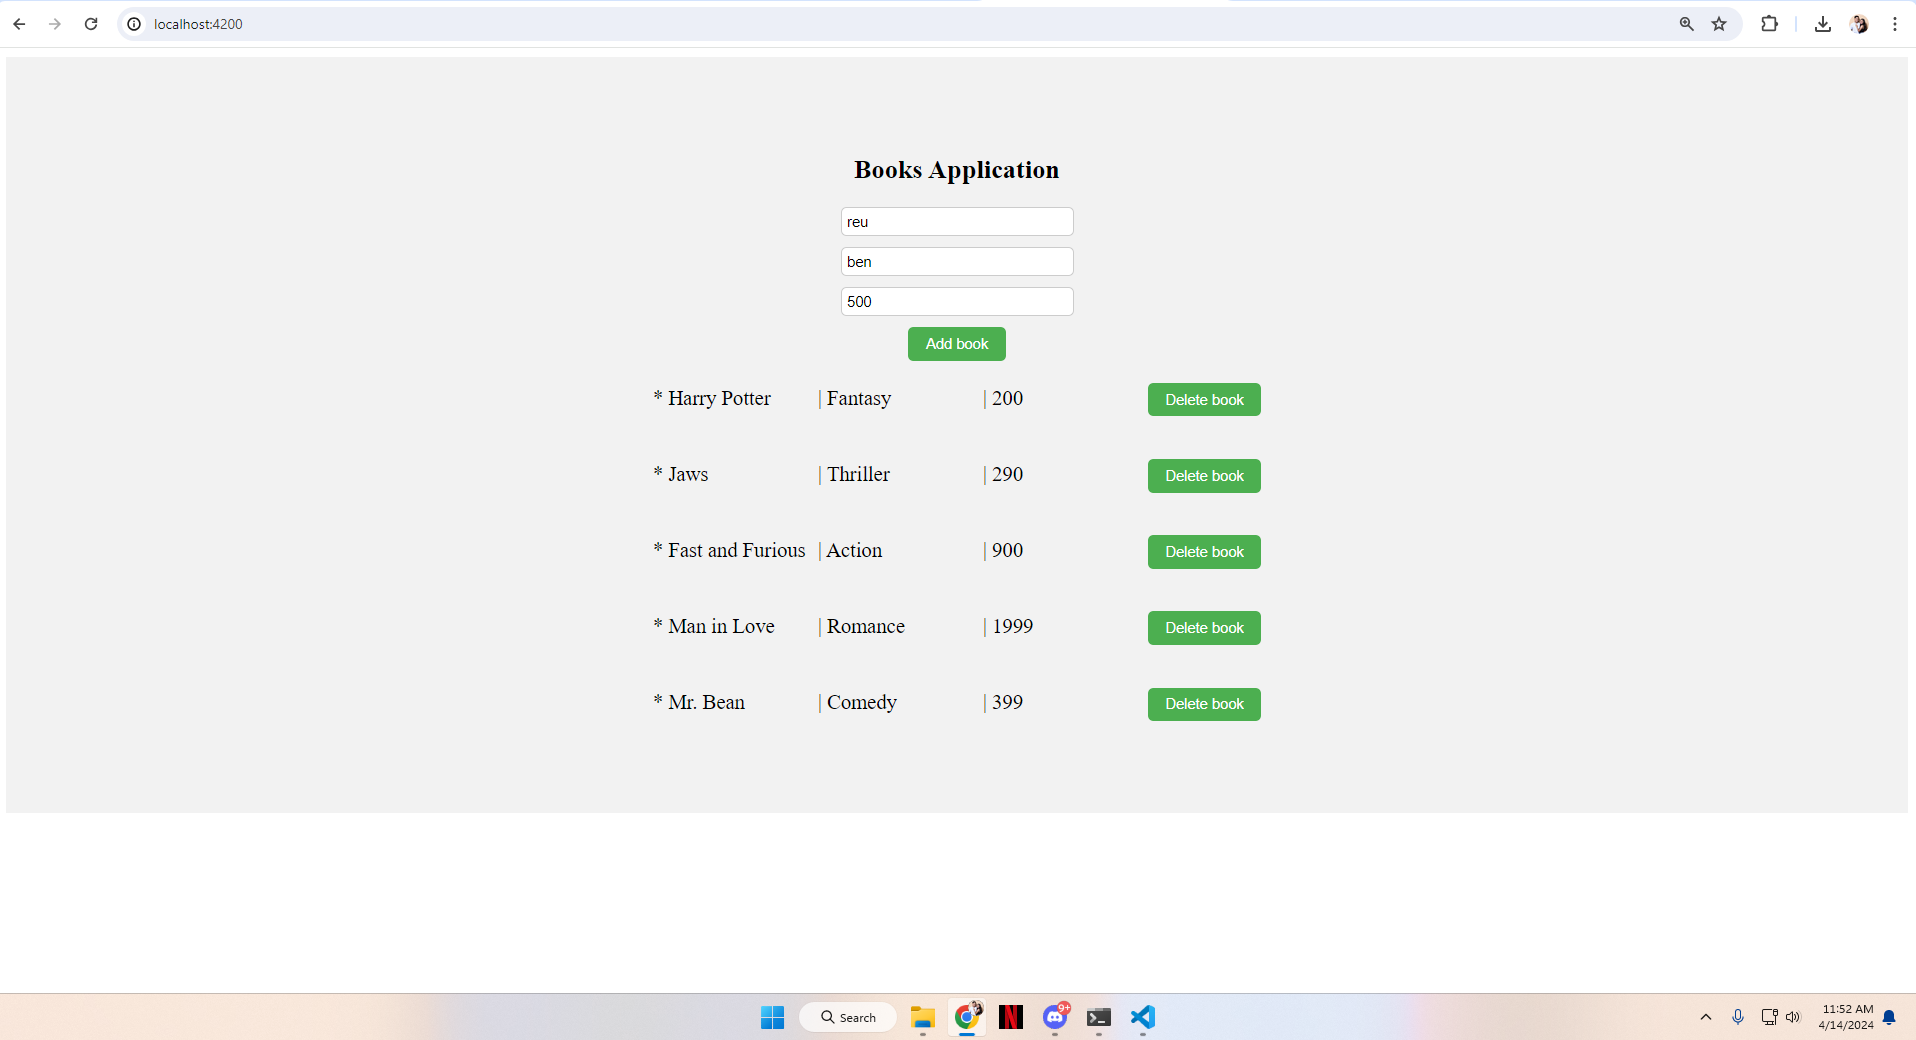 localhost:4200
Books Application
reu
ben
500
Add book
* Harry Potter | Fantasy | 200 Delete book
* Jaws | Thriller | 290 Delete book
* Fast and Furious | Action | 900 Delete book
* Man in Love | Romance | 1999 Delete book
* Mr. Bean | Comedy | 399 Delete book
Search
9+
11:52 AM
4/14/2024